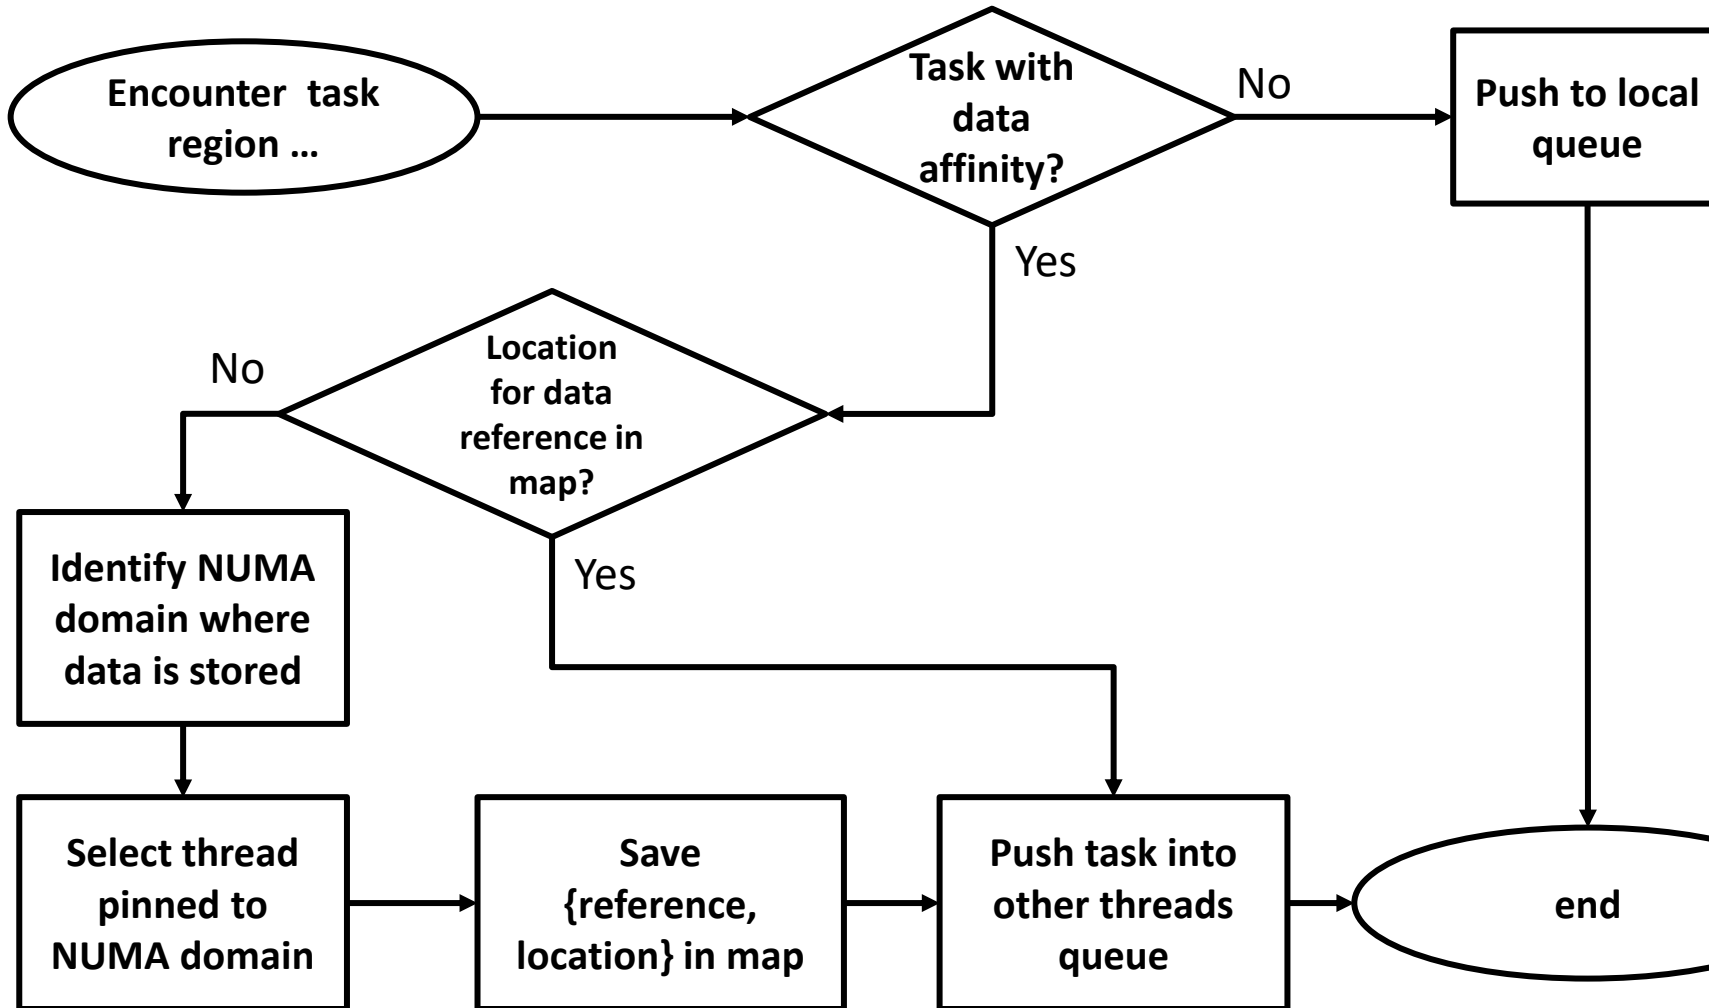 Encounter task
region ...
Task with
data
affinity?
No
Push to local
queue
Yes
Location
for data
reference in
map?
No
Yes
Identify NUMA
domain where
data is stored
Select thread
pinned to
NUMA domain
Save
{reference,
location} in map
Push task into
other threads
queue
end